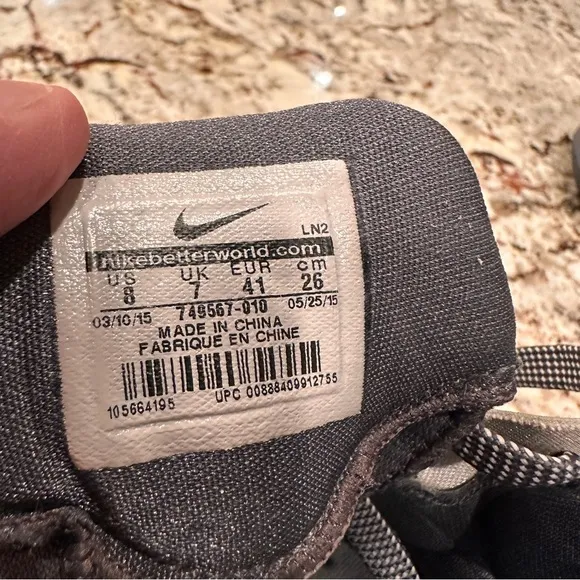 LN2
nikebetterworld.com
US UK EUR cm
8 7 41 26
03/10/15 749567-010 05/25/15
MADE IN CHINA
FABRIQUE EN CHINE
105664195 UPC 00888409912755